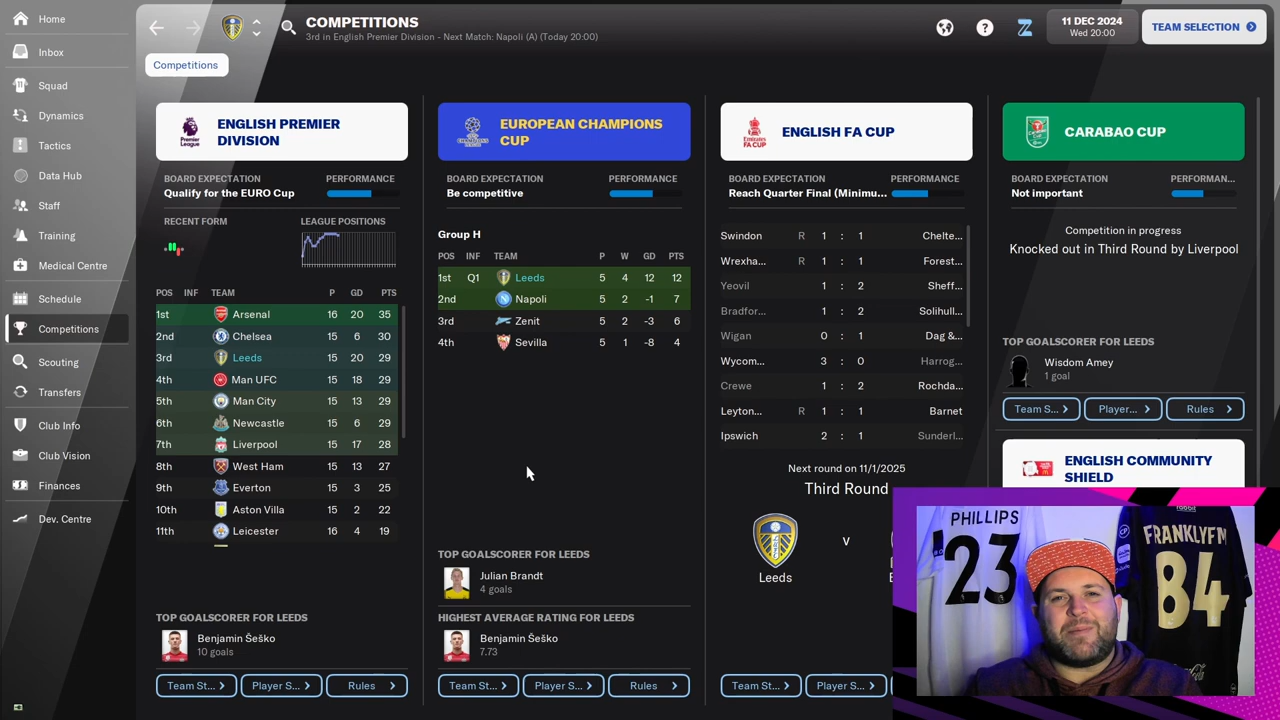 Home
Inbox
Squad
Dynamics
Tactics
Data Hub
Staff
Training
Medical Centre
Schedule
Competitions
Scouting
Transfers
Club Info
Club Vision
Finances
Dev. Centre
COMPETITIONS
3rd in English Premier Division - Next Match: Napoli (A) (Today 20:00)
11 DEC 2024
Wed 20:00
TEAM SELECTION
Competitions
ENGLISH PREMIER
DIVISION
BOARD EXPECTATION PERFORMANCE
Qualify for the EURO Cup
RECENT FORM LEAGUE POSITIONS
POS INF TEAM P GD PTS
1st Arsenal 16 20 35
2nd Chelsea 15 6 30
3rd Leeds 15 20 29
4th Man UFC 15 18 29
5th Man City 15 13 29
6th Newcastle 15 6 29
7th Liverpool 15 17 28
8th West Ham 15 13 27
9th Everton 15 3 25
10th Aston Villa 15 2 22
11th Leicester 16 4 19
TOP GOALSCORER FOR LEEDS
Benjamin Šeško
10 goals
Team St... Player S... Rules
EUROPEAN CHAMPIONS
CUP
BOARD EXPECTATION PERFORMANCE
Be competitive
Group H
POS INF TEAM P W GD PTS
1st Q1 Leeds 5 4 12 12
2nd Napoli 5 2 -1 7
3rd Zenit 5 2 -3 6
4th Sevilla 5 1 -8 4
TOP GOALSCORER FOR LEEDS
Julian Brandt
4 goals
HIGHEST AVERAGE RATING FOR LEEDS
Benjamin Šeško
7.73
Team St... Player S... Rules
Emirates
FA CUP
ENGLISH FA CUP
BOARD EXPECTATION PERFORMANCE
Reach Quarter Final (Minimu...
Swindon R 1 : 1 Chelte...
Wrexha... R 1 : 1 Forest...
Yeovil 1 : 2 Sheff...
Bradfor... 1 : 2 Solihull...
Wigan 0 : 1 Dag &...
Wycom... 3 : 0 Harrog...
Crewe 1 : 2 Rochda...
Leyton... R 1 : 1 Barnet
Ipswich 2 : 1 Sunderl...
Next round on 11/1/2025
Third Round
v
Leeds
Team St... Player S...
CARABAO CUP
BOARD EXPECTATION PERFORMAN...
Not important
Competition in progress
Knocked out in Third Round by Liverpool
TOP GOALSCORER FOR LEEDS
Wisdom Amey
1 goal
Team S... Player... Rules
ENGLISH COMMUNITY
SHIELD
PHILLIPS
23
FRANKLYFM
84